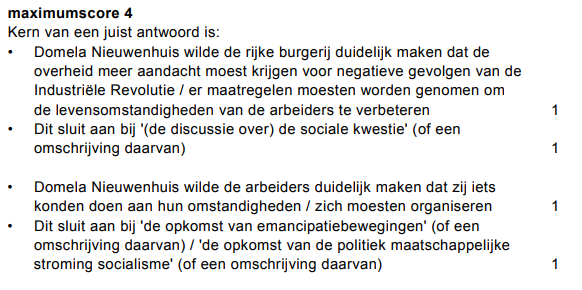 maximumscore 4
Kern van een juist antwoord is:
• Domela Nieuwenhuis wilde de rijke burgerij duidelijk maken dat de
overheid meer aandacht moest krijgen voor negatieve gevolgen van de
Industriële Revolutie / er maatregelen moesten worden genomen om
de levensomstandigheden van de arbeiders te verbeteren 1
• Dit sluit aan bij '(de discussie over) de sociale kwestie' (of een
omschrijving daarvan) 1
• Domela Nieuwenhuis wilde de arbeiders duidelijk maken dat zij iets
konden doen aan hun omstandigheden / zich moesten organiseren 1
• Dit sluit aan bij 'de opkomst van emancipatiebewegingen' (of een
omschrijving daarvan) / 'de opkomst van de politiek maatschappelijke
stroming socialisme' (of een omschrijving daarvan) 1